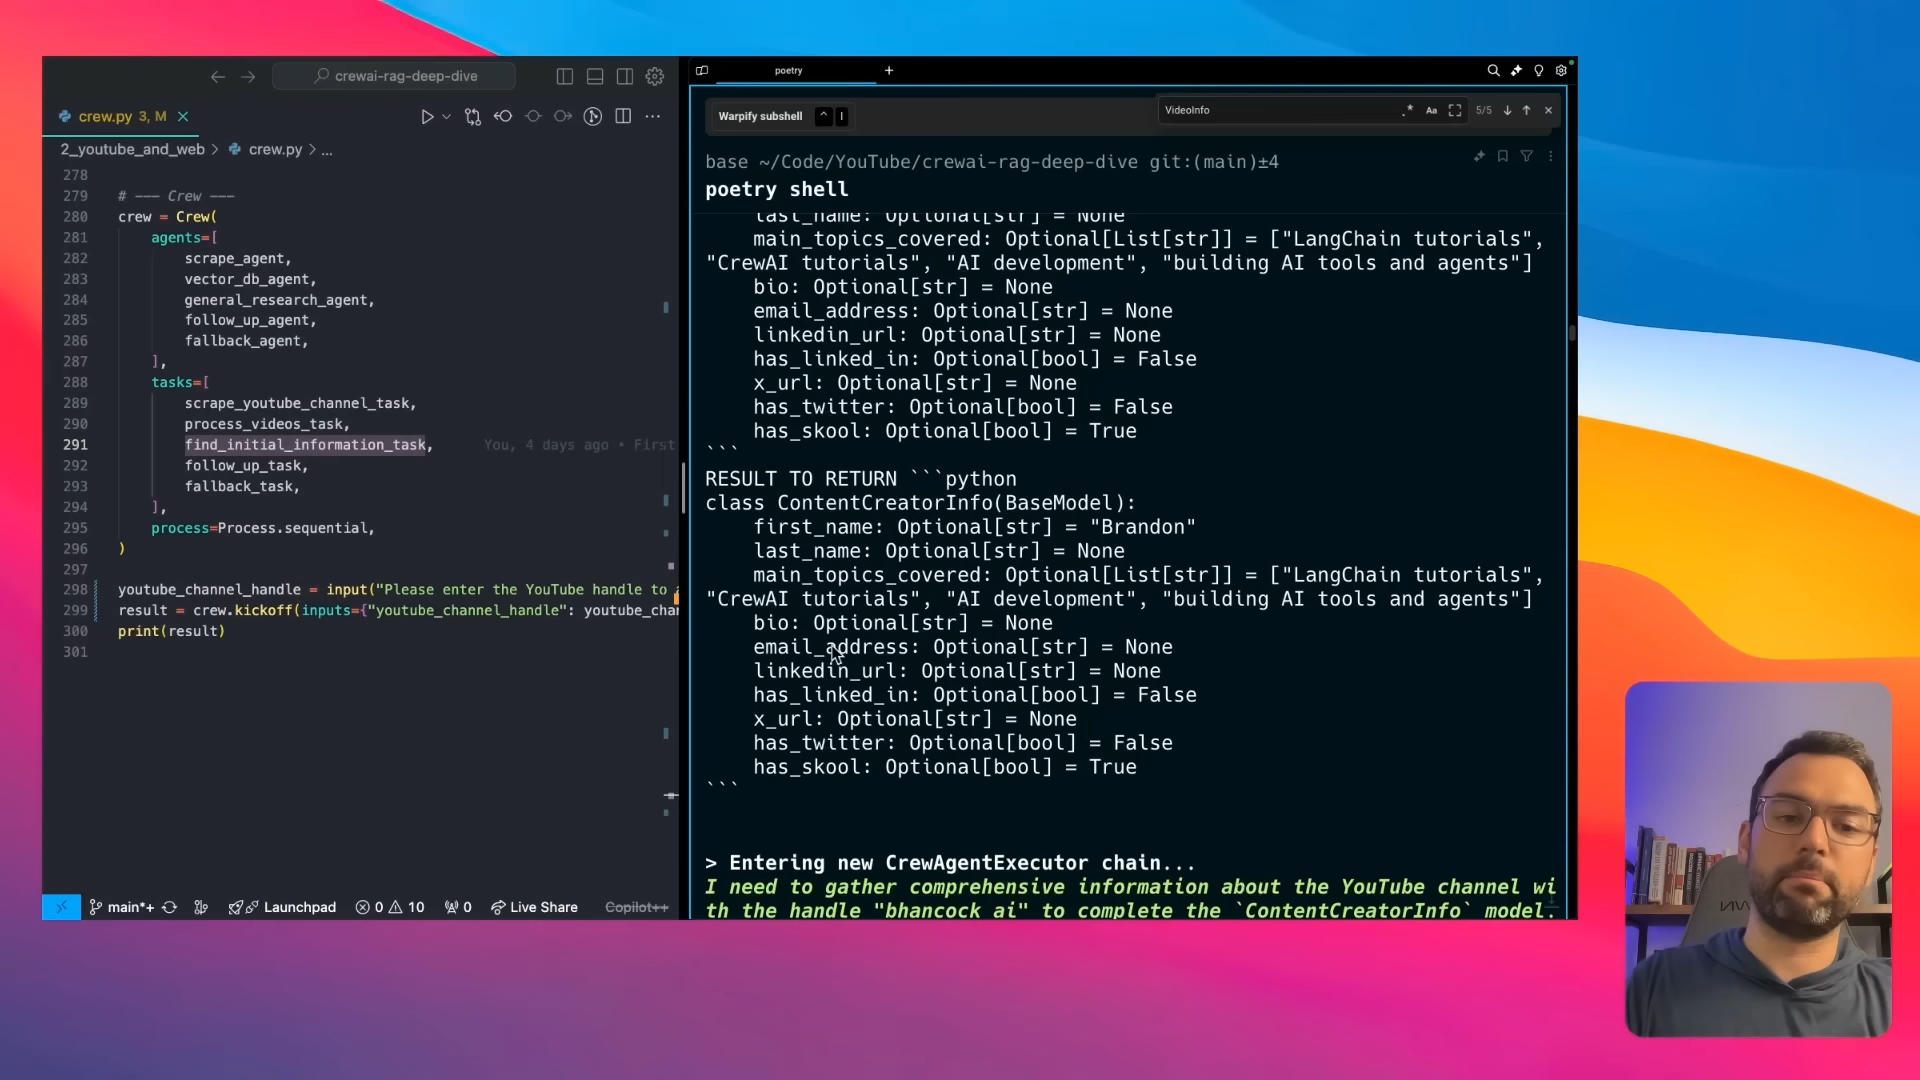 crewai-rag-deep-dive
crew.py 3, M
2_youtube_and_web > crew.py > ...
278
279 # --- Crew ---
280 crew = Crew(
281 agents=[
282 scrape_agent,
283 vector_db_agent,
284 general_research_agent,
285 follow_up_agent,
286 fallback_agent,
287 ],
288 tasks=[
289 scrape_youtube_channel_task,
290 process_videos_task,
291 find_initial_information_task, You, 4 days ago • First
292 follow_up_task,
293 fallback_task,
294 ],
295 process=Process.sequential,
296 )
297
298 youtube_channel_handle = input("Please enter the YouTube handle to
299 result = crew.kickoff(inputs={"youtube_channel_handle": youtube_cha
300 print(result)
301
main*+ Launchpad 0 10 0 Live Share Copilot++
poetry
Warpify subshell ^ I
VideoInfo .* Aa 5/5
base ~/Code/YouTube/crewai-rag-deep-dive git:(main)±4
poetry shell
last_name: Optional[str] = None
main_topics_covered: Optional[List[str]] = ["LangChain tutorials",
"CrewAI tutorials", "AI development", "building AI tools and agents"]
bio: Optional[str] = None
email_address: Optional[str] = None
linkedin_url: Optional[str] = None
has_linked_in: Optional[bool] = False
x_url: Optional[str] = None
has_twitter: Optional[bool] = False
has_skool: Optional[bool] = True
```
RESULT TO RETURN ```python
class ContentCreatorInfo(BaseModel):
first_name: Optional[str] = "Brandon"
last_name: Optional[str] = None
main_topics_covered: Optional[List[str]] = ["LangChain tutorials",
"CrewAI tutorials", "AI development", "building AI tools and agents"]
bio: Optional[str] = None
email_address: Optional[str] = None
linkedin_url: Optional[str] = None
has_linked_in: Optional[bool] = False
x_url: Optional[str] = None
has_twitter: Optional[bool] = False
has_skool: Optional[bool] = True
```
> Entering new CrewAgentExecutor chain...
I need to gather comprehensive information about the YouTube channel wi
th the handle "bhancock_ai" to complete the `ContentCreatorInfo` model.